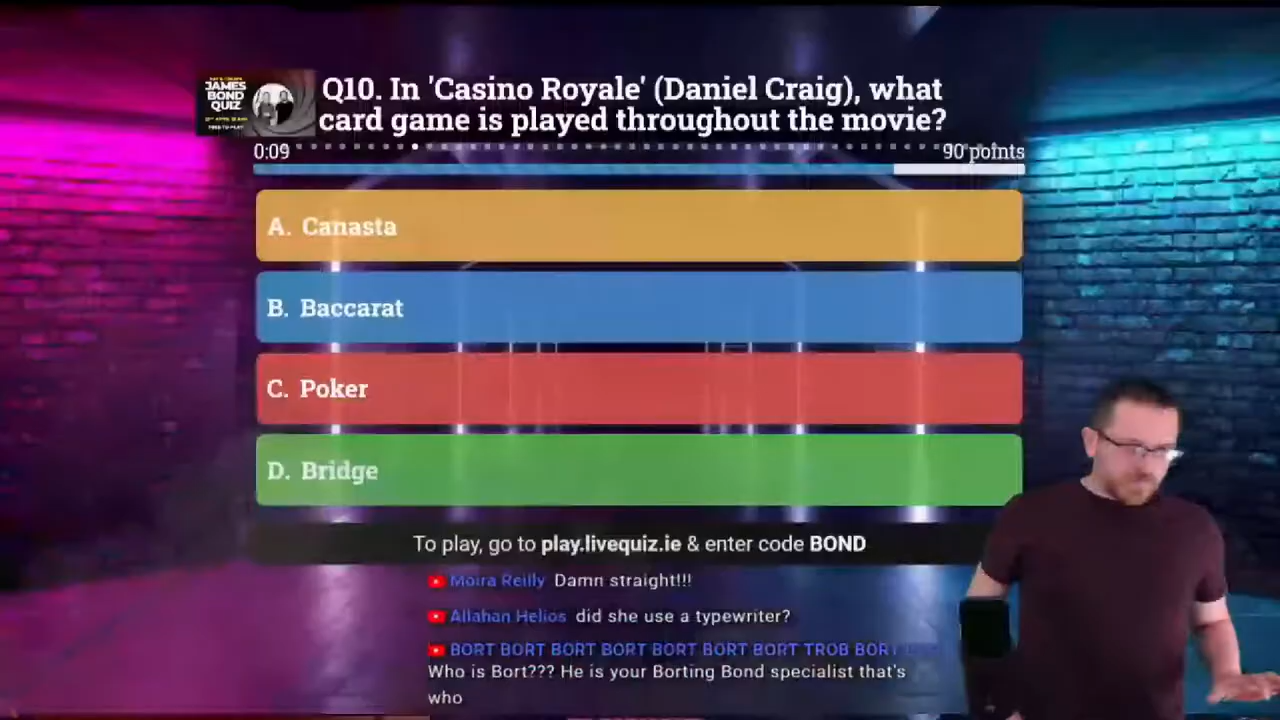 JAMES
BOND
QUIZ
FREE TO PLAY
Q10. In 'Casino Royale' (Daniel Craig), what
card game is played throughout the movie?
0:09
90 points
A. Canasta
B. Baccarat
C. Poker
D. Bridge
To play, go to play.livequiz.ie & enter code BOND
Moira Reilly Damn straight!!!
Allahan Helios did she use a typewriter?
BORT BORT BORT BORT BORT BORT BORT TROB BORT
Who is Bort??? He is your Borting Bond specialist that's
who